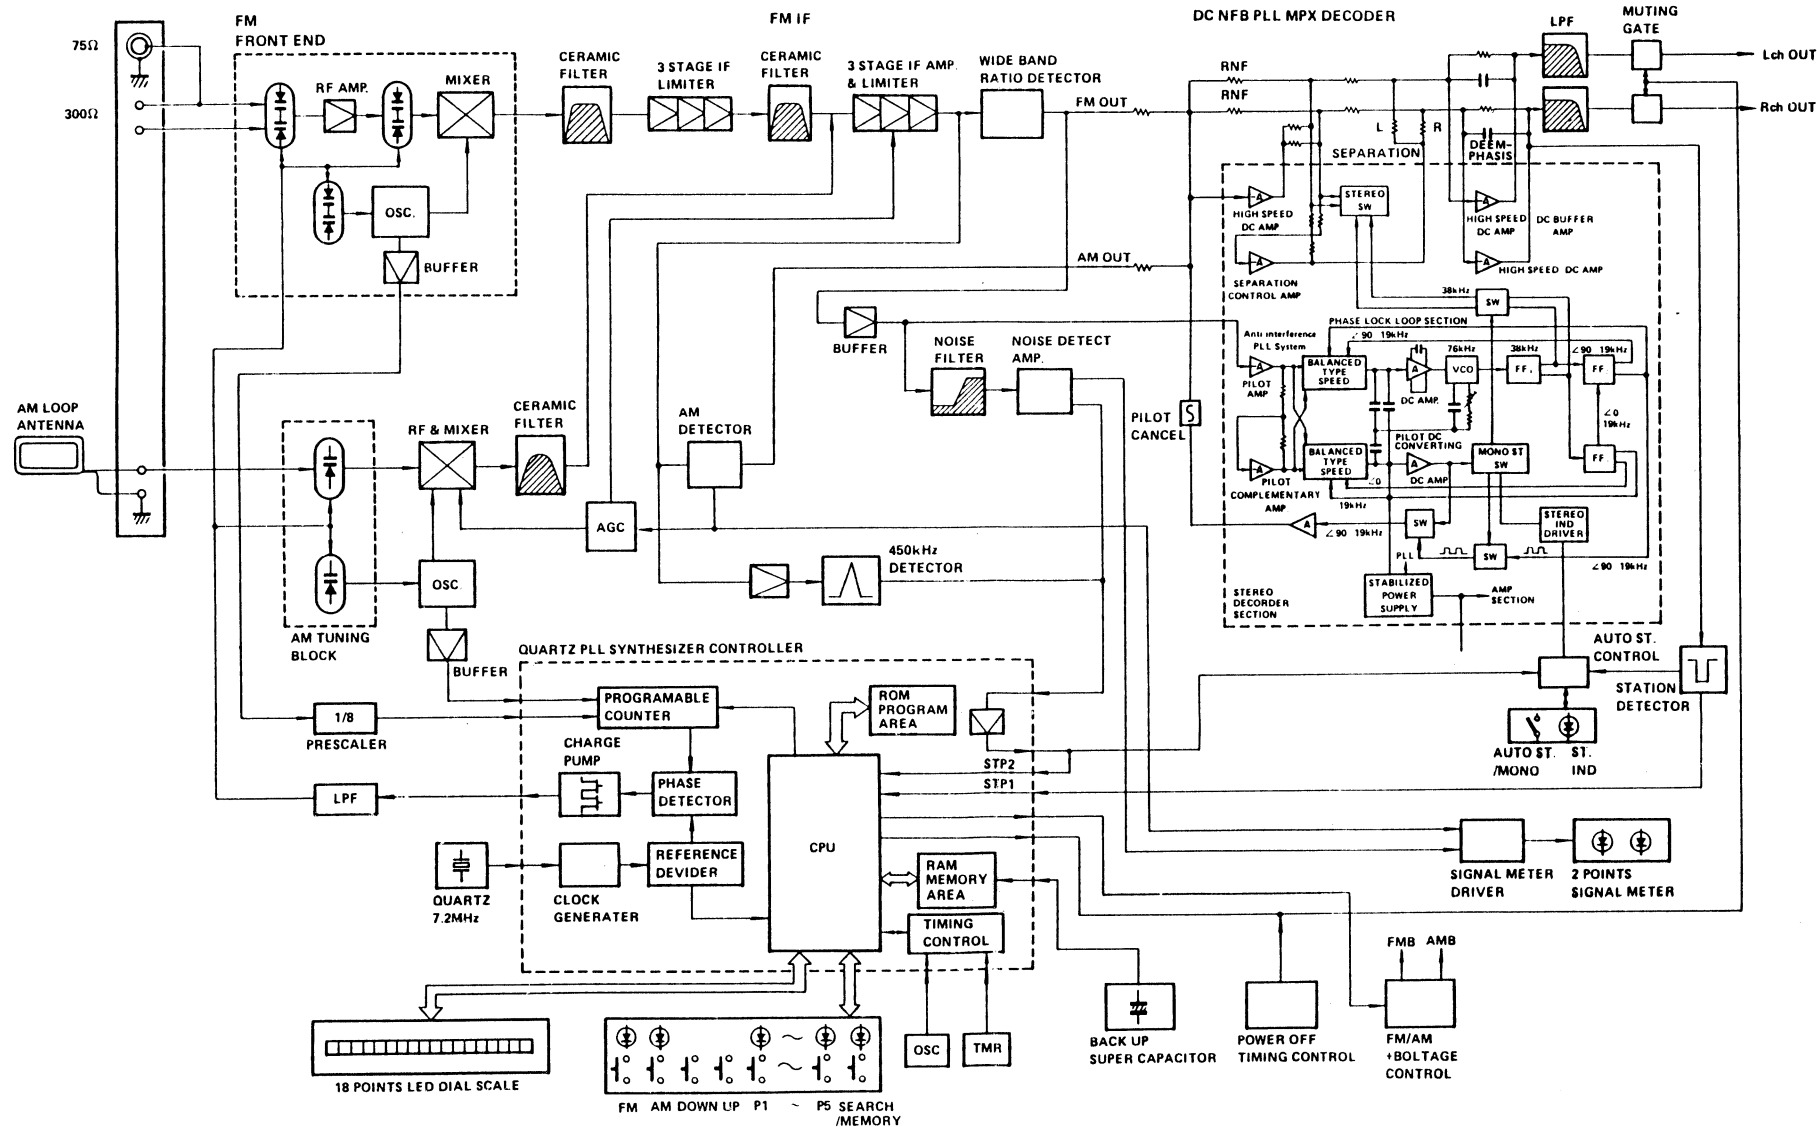 FM
FRONT END
FM IF
DC NFB PLL MPX DECODER
LPF
MUTING
GATE
75Ω
300Ω
RF AMP.
MIXER
CERAMIC
FILTER
3 STAGE IF
LIMITER
CERAMIC
FILTER
3 STAGE IF AMP.
& LIMITER
WIDE BAND
RATIO DETECTOR
FM OUT
RNF
RNF
Lch OUT
Rch OUT
L
R
DEEM-
PHASIS
SEPARATION
OSC.
BUFFER
A
HIGH SPEED
DC AMP
STEREO
SW
A
HIGH SPEED
DC AMP
DC BUFFER
AMP
AM OUT
A
SEPARATION
CONTROL AMP
A
HIGH SPEED DC AMP
38kHz
SW
BUFFER
PHASE LOCK LOOP SECTION
Anti interference
PLL System
∠90 19kHz
A
PILOT
AMP
BALANCED
TYPE
SPEED
A
DC AMP.
76kHz
VCO
38kHz
FF1
∠90 19kHz
FF
∠0
19kHz
NOISE
FILTER
NOISE DETECT
AMP.
PILOT
CANCEL
AM LOOP
ANTENNA
RF & MIXER
CERAMIC
FILTER
AM
DETECTOR
PILOT DC
CONVERTING
A
PILOT
COMPLEMENTARY
AMP
BALANCED
TYPE
SPEED
∠0
19kHz
A
DC AMP
MONO ST
SW
FF
AGC
A
∠90 19kHz
SW
STEREO
IND
DRIVER
PLL
SW
∠90 19kHz
450kHz
DETECTOR
OSC
STABILIZED
POWER
SUPPLY
AMP
SECTION
STEREO
DECORDER
SECTION
AM TUNING
BLOCK
BUFFER
QUARTZ PLL SYNTHESIZER CONTROLLER
AUTO ST.
CONTROL
STATION
DETECTOR
PROGRAMABLE
COUNTER
ROM
PROGRAM
AREA
1/8
PRESCALER
CHARGE
PUMP
AUTO ST.
/MONO
ST.
IND
STP2
STP1
LPF
PHASE
DETECTOR
CPU
QUARTZ
7.2MHz
CLOCK
GENERATER
REFERENCE
DEVIDER
RAM
MEMORY
AREA
SIGNAL METER
DRIVER
2 POINTS
SIGNAL METER
TIMING
CONTROL
FMB
AMB
OSC
TMR
BACK UP
SUPER CAPACITOR
POWER OFF
TIMING CONTROL
FM/AM
+BOLTAGE
CONTROL
18 POINTS LED DIAL SCALE
~
~
FM AM DOWN UP P1 ~ P5 SEARCH
/MEMORY